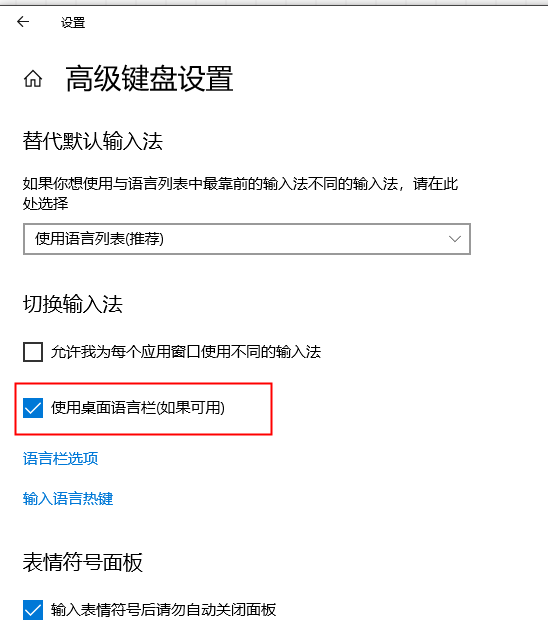 设置
高级键盘设置
替代默认输入法
如果你想使用与语言列表中最靠前的输入法不同的输入法，请在此
处选择
使用语言列表(推荐)
切换输入法
允许我为每个应用窗口使用不同的输入法
使用桌面语言栏(如果可用)
语言栏选项
输入语言热键
表情符号面板
输入表情符号后请勿自动关闭面板